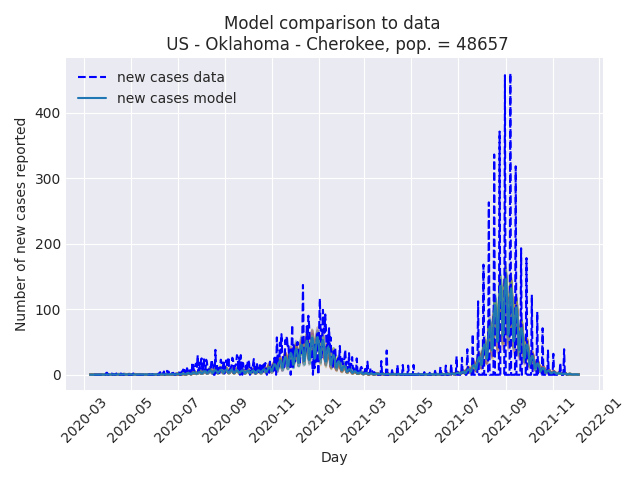 Model comparison to data
US - Oklahoma - Cherokee, pop. = 48657
new cases data
new cases model
Number of new cases reported
400
300
200
100
0
2020-03
2020-05
2020-07
2020-09
2020-11
2021-01
2021-03
2021-05
2021-07
2021-09
2021-11
2022-01
Day